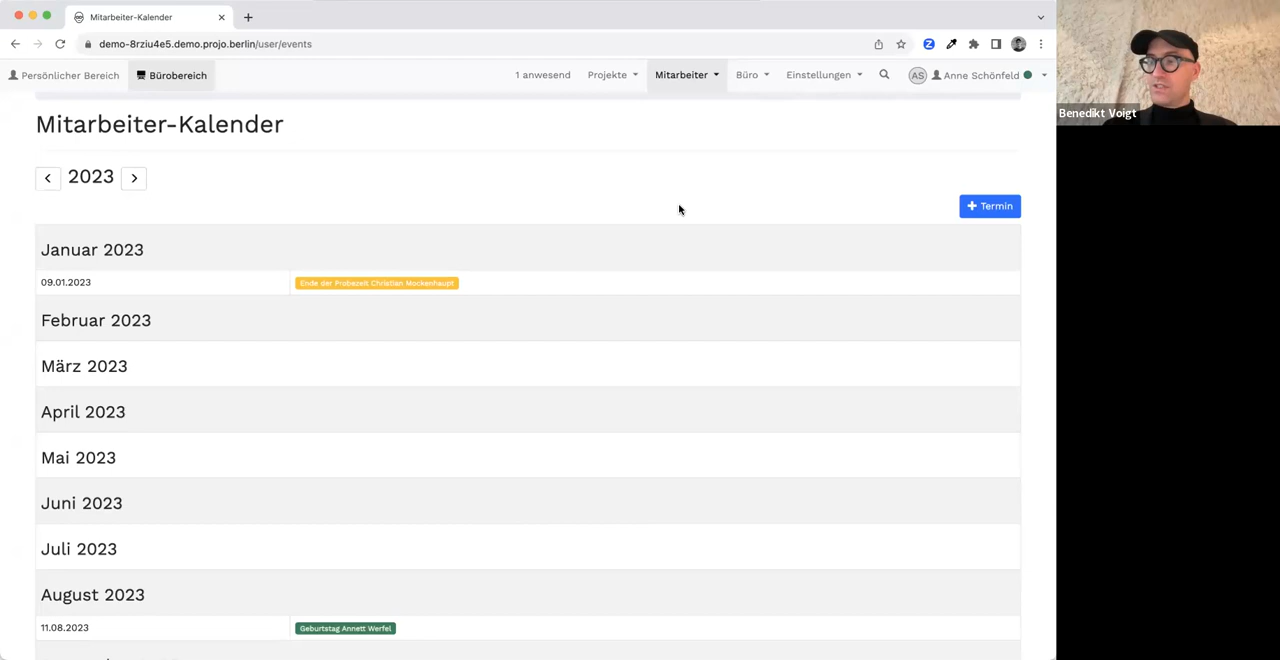 Mitarbeiter-Kalender
demo-8rziu4e5.demo.projo.berlin/user/events
Persönlicher Bereich
Bürobereich
1 anwesend
Projekte
Mitarbeiter
Büro
Einstellungen
AS
Anne Schönfeld
Benedikt Voigt
Mitarbeiter-Kalender
2023
+ Termin
Januar 2023
09.01.2023
Ende der Probezeit Christian Mockenhaupt
Februar 2023
März 2023
April 2023
Mai 2023
Juni 2023
Juli 2023
August 2023
11.08.2023
Geburtstag Annett Werfel